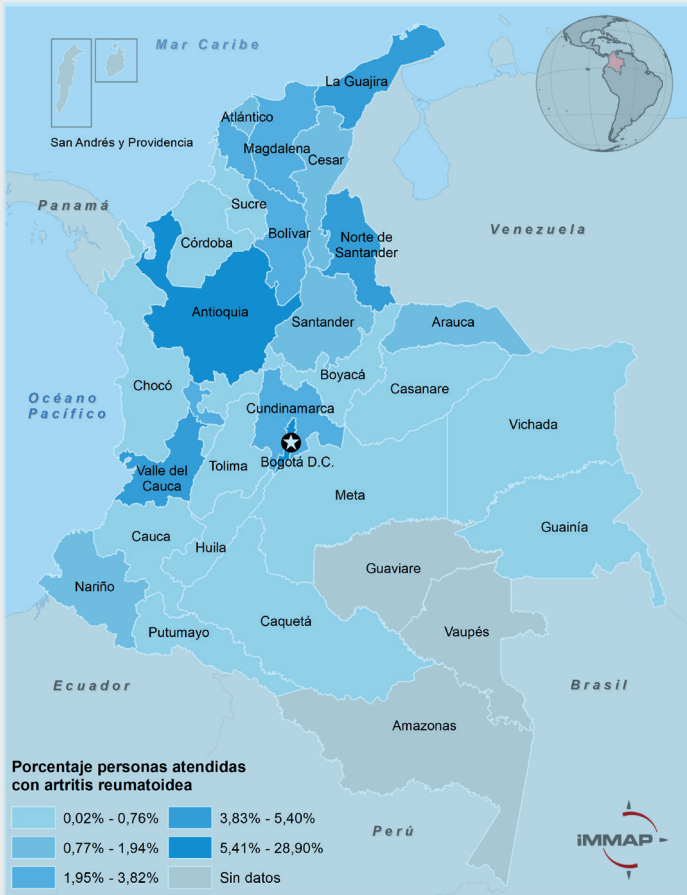 Mar Caribe
La Guajira
Atlántico
San Andrés y Providencia
Magdalena
Cesar
Panamá
Sucre
Venezuela
Bolívar
Norte de
Santander
Córdoba
Antioquia
Santander
Arauca
Boyacá
Chocó
Casanare
Océano
Pacífico
Cundinamarca
Vichada
Bogotá D.C.
Valle del
Cauca
Tolima
Meta
Guainía
Cauca
Huila
Guaviare
Nariño
Caquetá
Putumayo
Vaupés
Ecuador
Brasil
Amazonas
Porcentaje personas atendidas
con artritis reumatoidea
0,02% - 0,76%
3,83% - 5,40%
0,77% - 1,94%
5,41% - 28,90%
1,95% - 3,82%
Sin datos
Perú
iMMAP